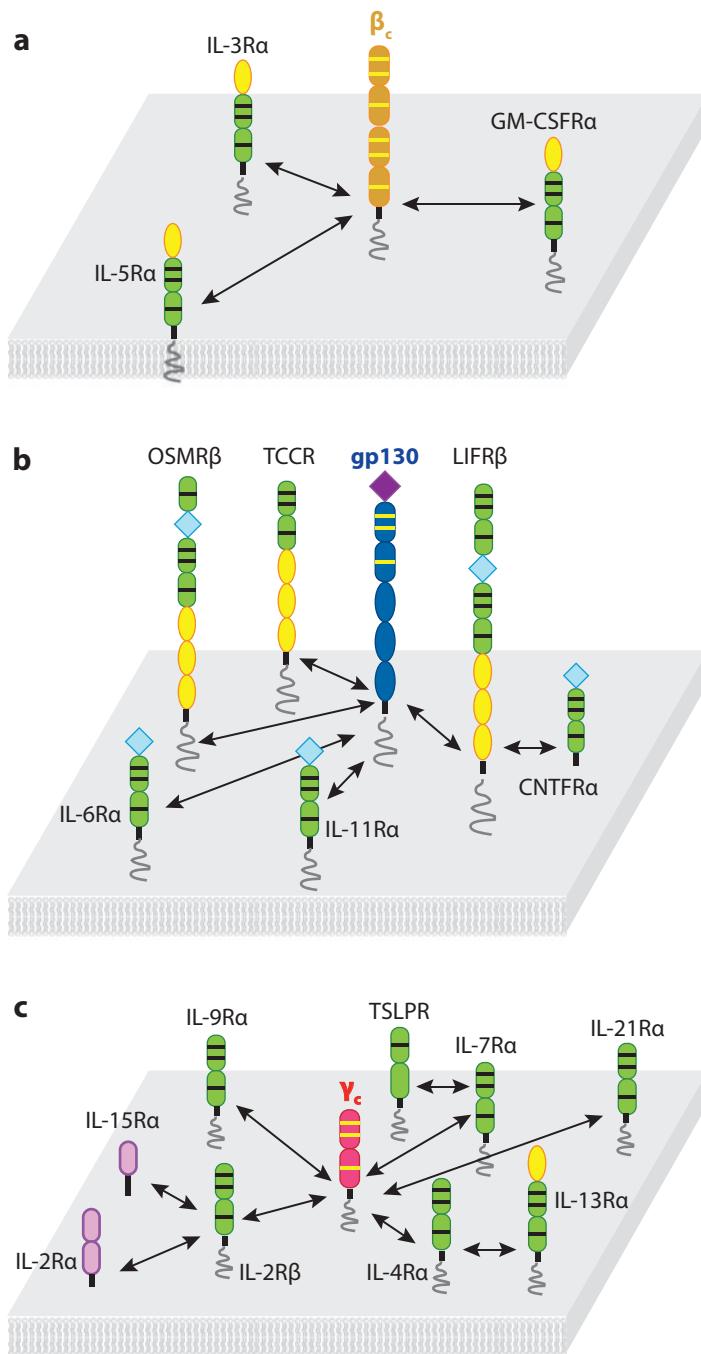 a
IL-3Rα
βc
GM-CSFRα
IL-5Rα
b
OSMRβ
TCCR
gp130
LIFRβ
CNTFRα
IL-6Rα
IL-11Rα
c
IL-9Rα
TSLPR
IL-7Rα
IL-21Rα
γc
IL-15Rα
IL-13Rα
IL-2Rα
IL-2Rβ
IL-4Rα